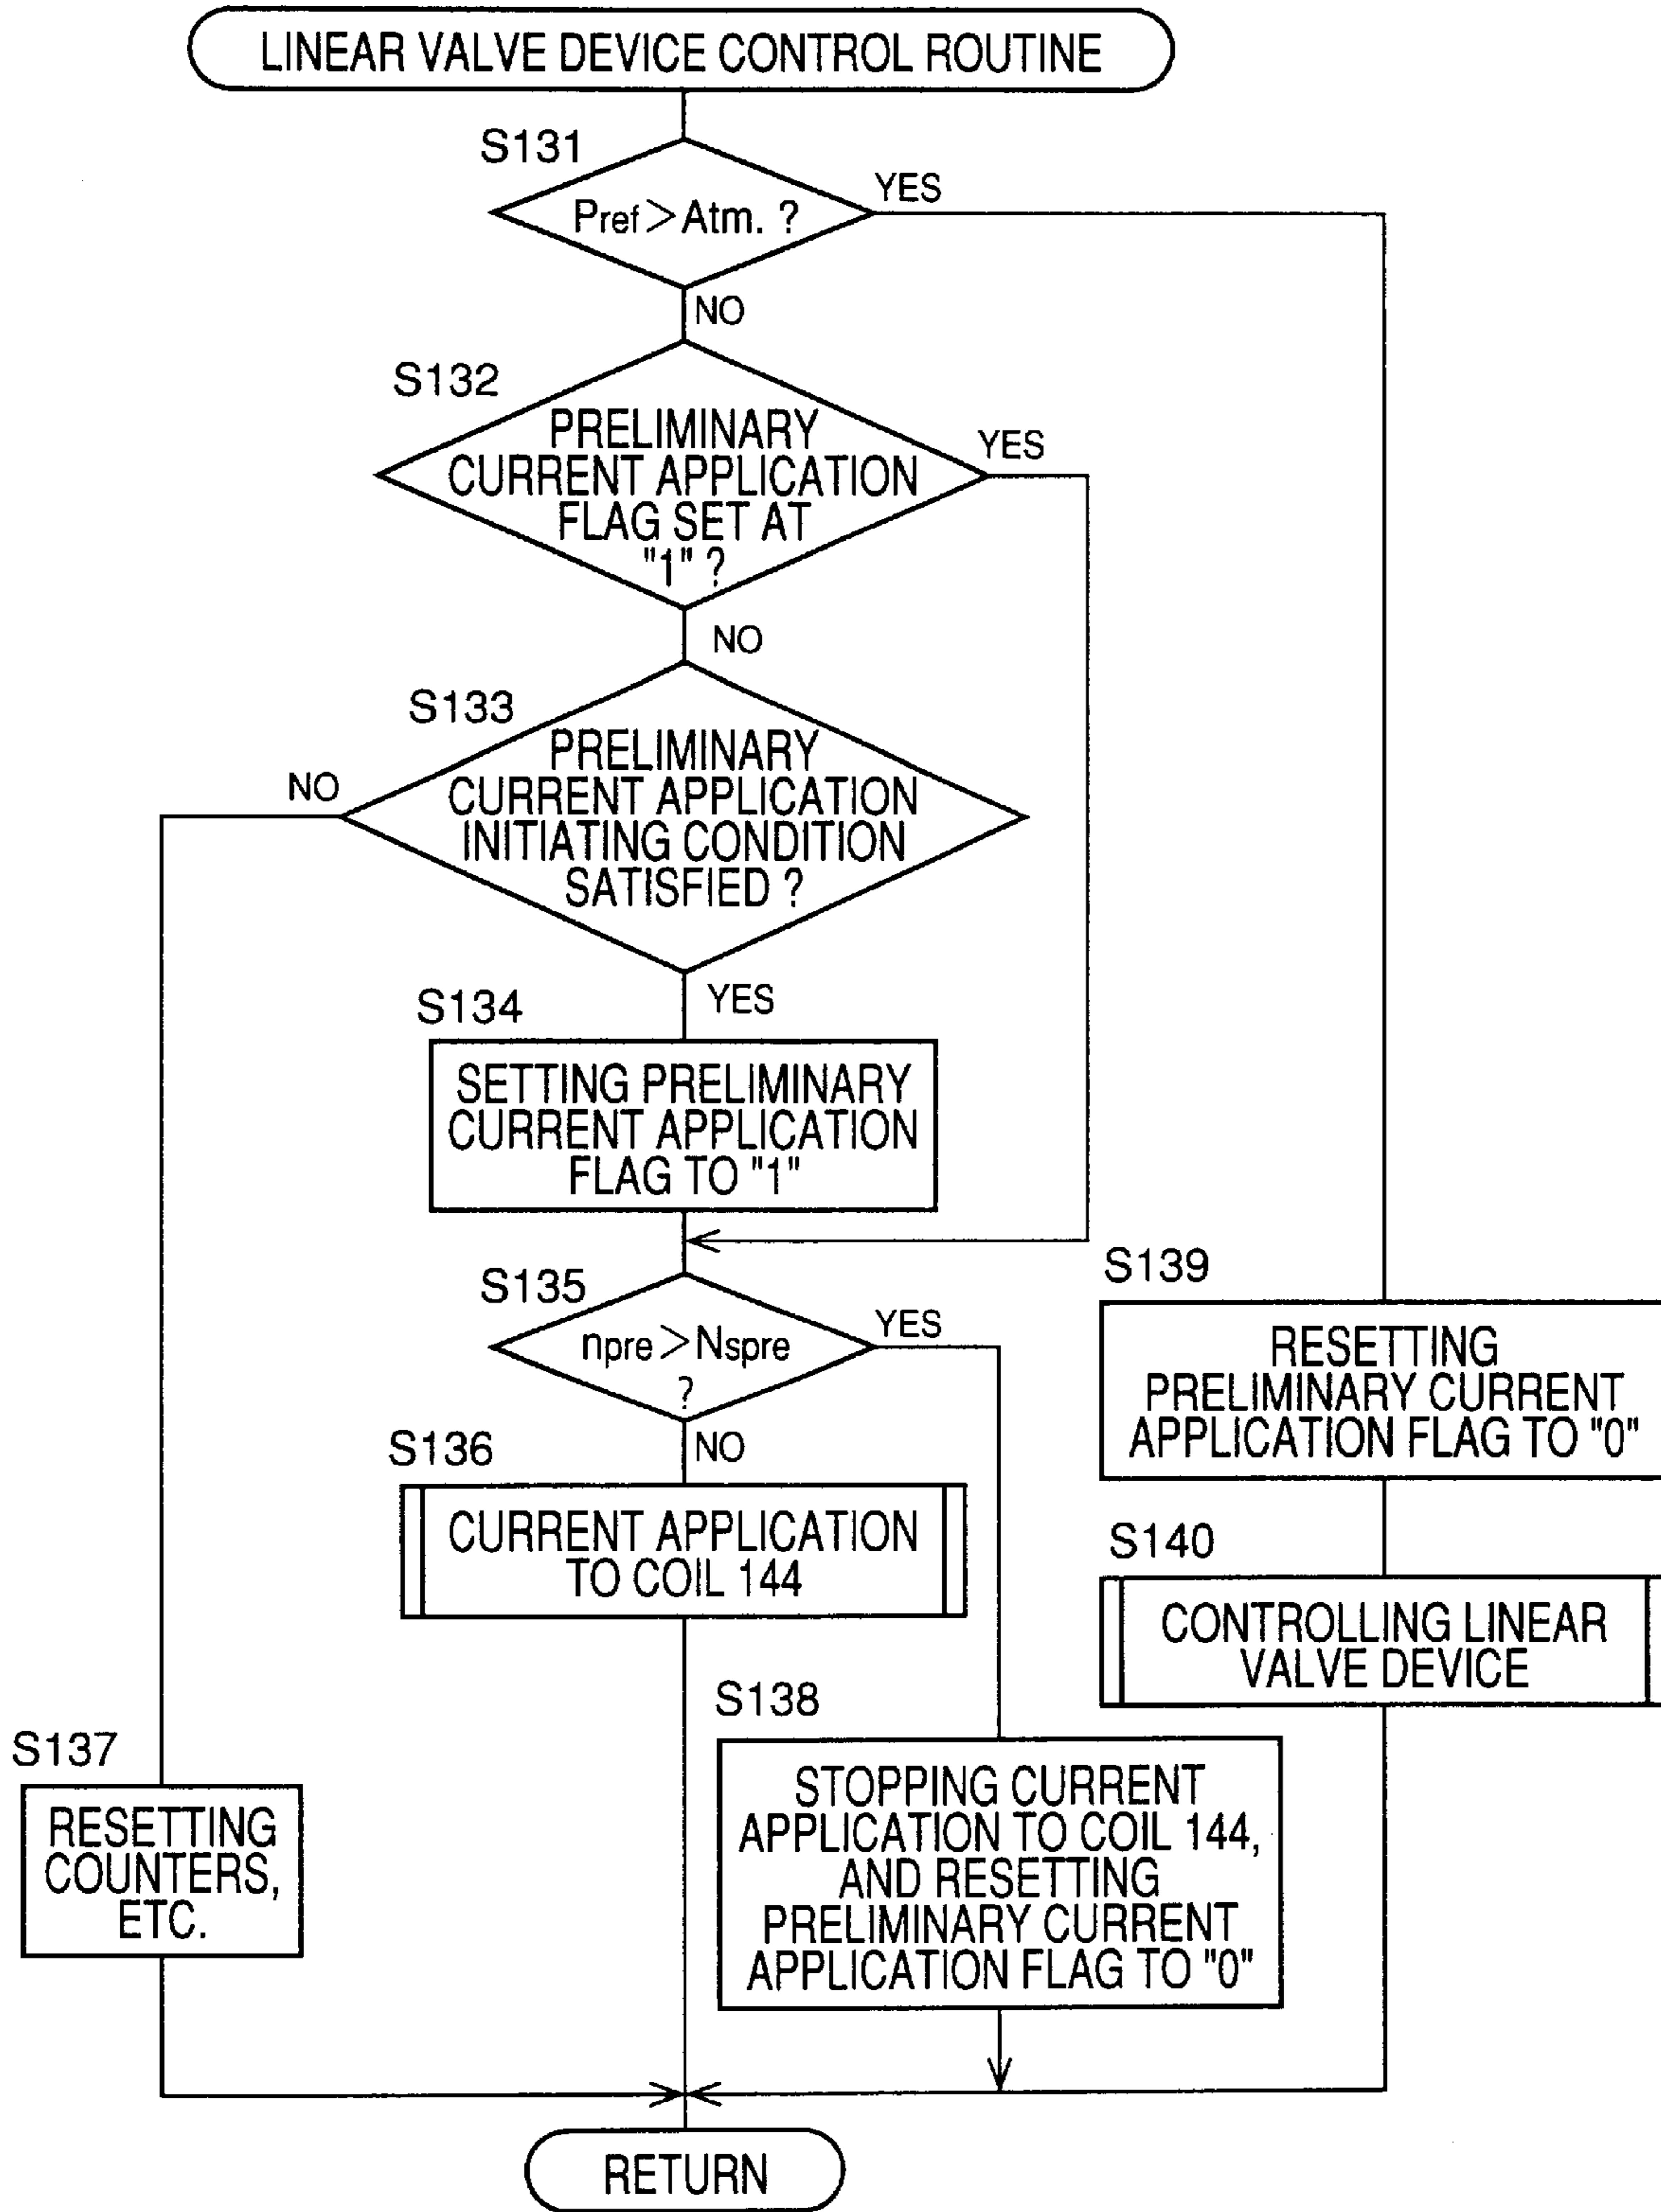 LINEAR VALVE DEVICE CONTROL ROUTINE
S131
Pref>Atm. ?
YES
NO
S132
PRELIMINARY
CURRENT APPLICATION
FLAG SET AT
"1" ?
YES
NO
S133
PRELIMINARY
CURRENT APPLICATION
INITIATING CONDITION
SATISFIED ?
NO
YES
S134
SETTING PRELIMINARY
CURRENT APPLICATION
FLAG TO "1"
S135
npre>Nspre
?
YES
NO
S136
CURRENT APPLICATION
TO COIL 144
S137
RESETTING
COUNTERS,
ETC.
S138
STOPPING CURRENT
APPLICATION TO COIL 144,
AND RESETTING
PRELIMINARY CURRENT
APPLICATION FLAG TO "0"
S139
RESETTING
PRELIMINARY CURRENT
APPLICATION FLAG TO "0"
S140
CONTROLLING LINEAR
VALVE DEVICE
RETURN